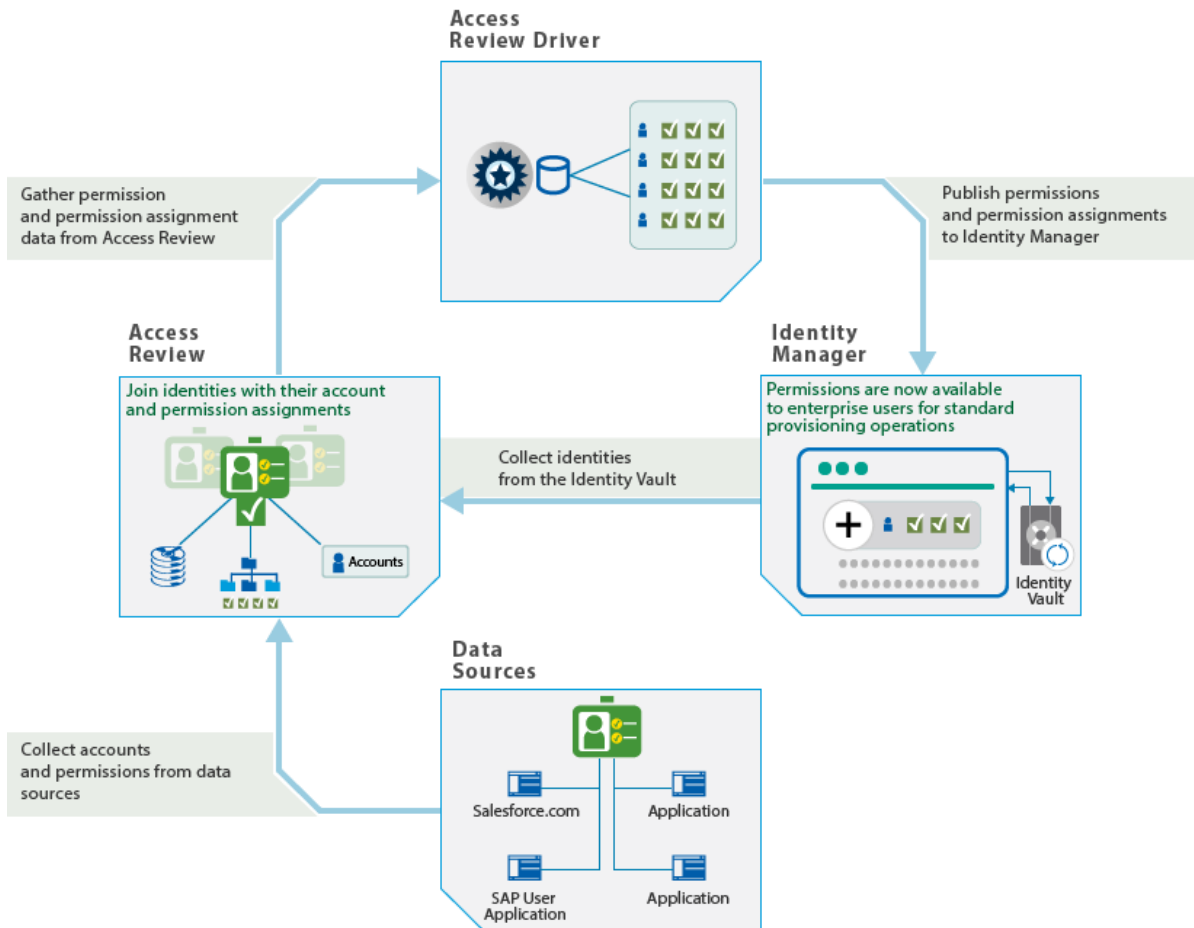 Access
Review Driver
Gather permission
and permission assignment
data from Access Review
Publish permissions
and permission assignments
to Identity Manager
Access
Review
Join identities with their account
and permission assignments
Accounts
Collect identities
from the Identity Vault
Identity
Manager
Permissions are now available
to enterprise users for standard
provisioning operations
Identity
Vault
Data
Sources
Collect accounts
and permissions from data
sources
Salesforce.com
Application
SAP User
Application
Application